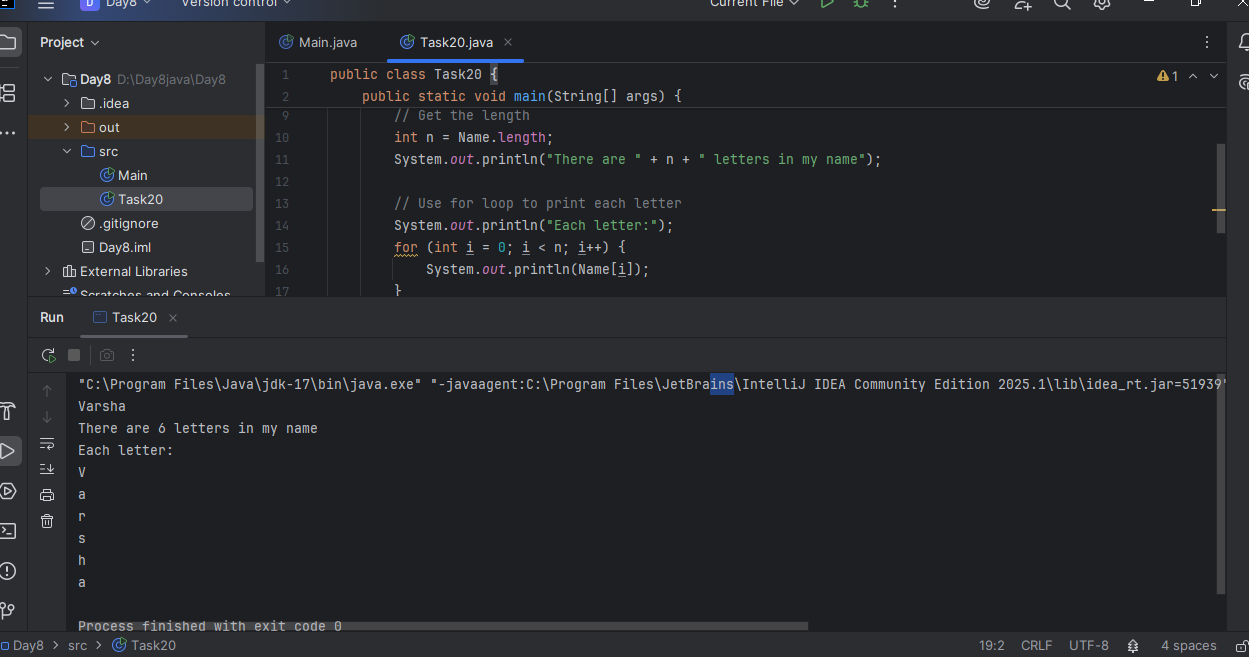 D Day8 Version control Current File
Project
Main.java
Task20.java
Day8 D:\Day8java\Day8
.idea
out
src
Main
Task20
.gitignore
Day8.iml
External Libraries
Scratches and Consoles
1
1 public class Task20 {
2 public static void main(String[] args) {
9 // Get the length
10 int n = Name.length;
11 System.out.println("There are " + n + " letters in my name");
12
13 // Use for loop to print each letter
14 System.out.println("Each letter:");
15 for (int i = 0; i < n; i++) {
16 System.out.println(Name[i]);
17 }
Run Task20
"C:\Program Files\Java\jdk-17\bin\java.exe" "-javaagent:C:\Program Files\JetBrains\IntelliJ IDEA Community Edition 2025.1\lib\idea_rt.jar=51939
Varsha
There are 6 letters in my name
Each letter:
V
a
r
s
h
a
Process finished with exit code 0
Day8 > src > Task20 19:2 CRLF UTF-8 4 spaces